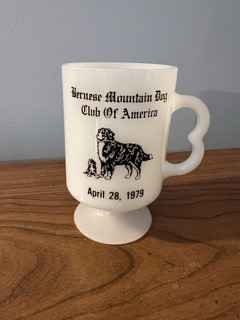 Bernese Mountain Dog
Club Of America
April 28, 1979